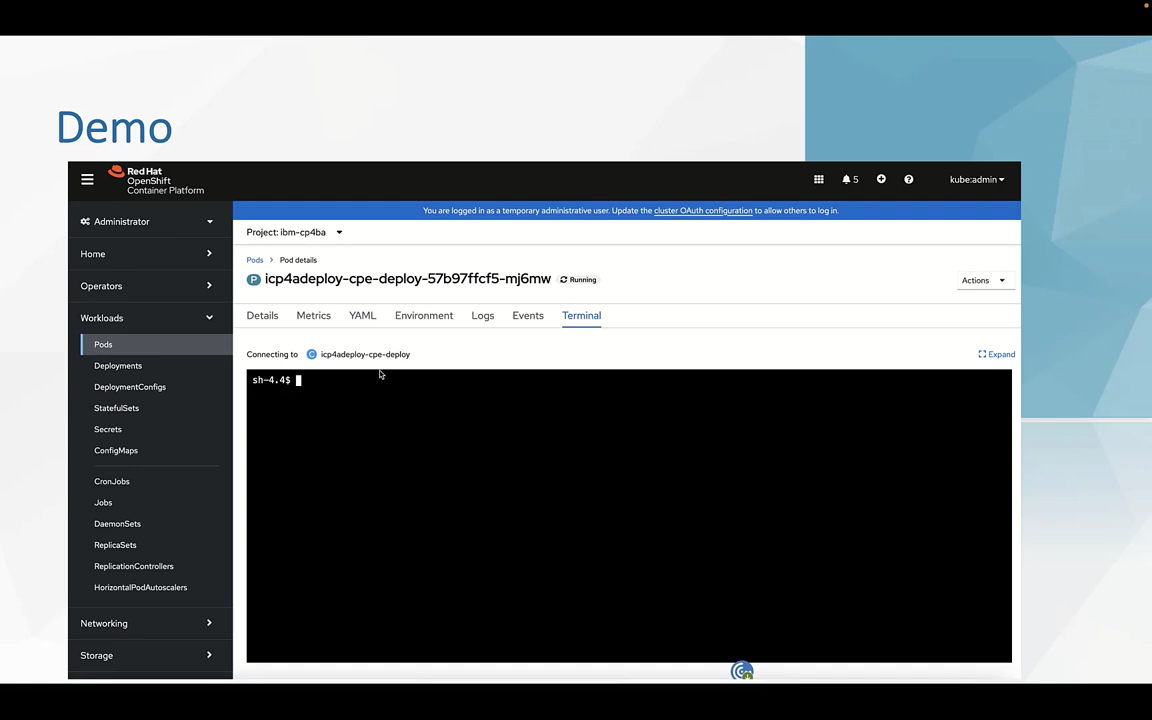 Demo
Red Hat
OpenShift
Container Platform
5
kube:admin
Administrator
You are logged in as a temporary administrative user. Update the cluster OAuth configuration to allow others to log in.
Project: ibm-cp4ba
Home
Pods > Pod details
P icp4adeploy-cpe-deploy-57b97ffcf5-mj6mw Running
Actions
Operators
Workloads
Details Metrics YAML Environment Logs Events Terminal
Pods
Connecting to C icp4adeploy-cpe-deploy
Expand
Deployments
sh-4.4$
DeploymentConfigs
StatefulSets
Secrets
ConfigMaps
CronJobs
Jobs
DaemonSets
ReplicaSets
ReplicationControllers
HorizontalPodAutoscalers
Networking
Storage